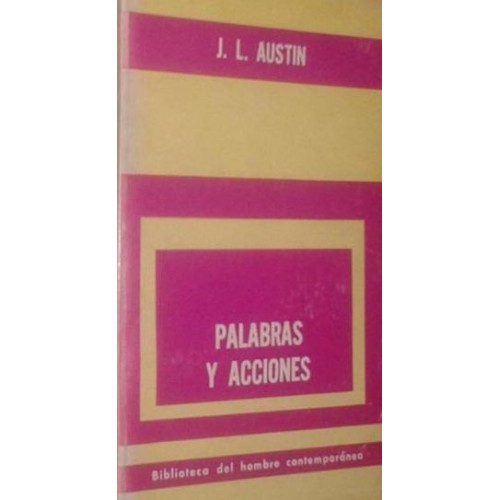 J. L. AUSTIN
PALABRAS
Y ACCIONES
Biblioteca del hombre contemporáneo